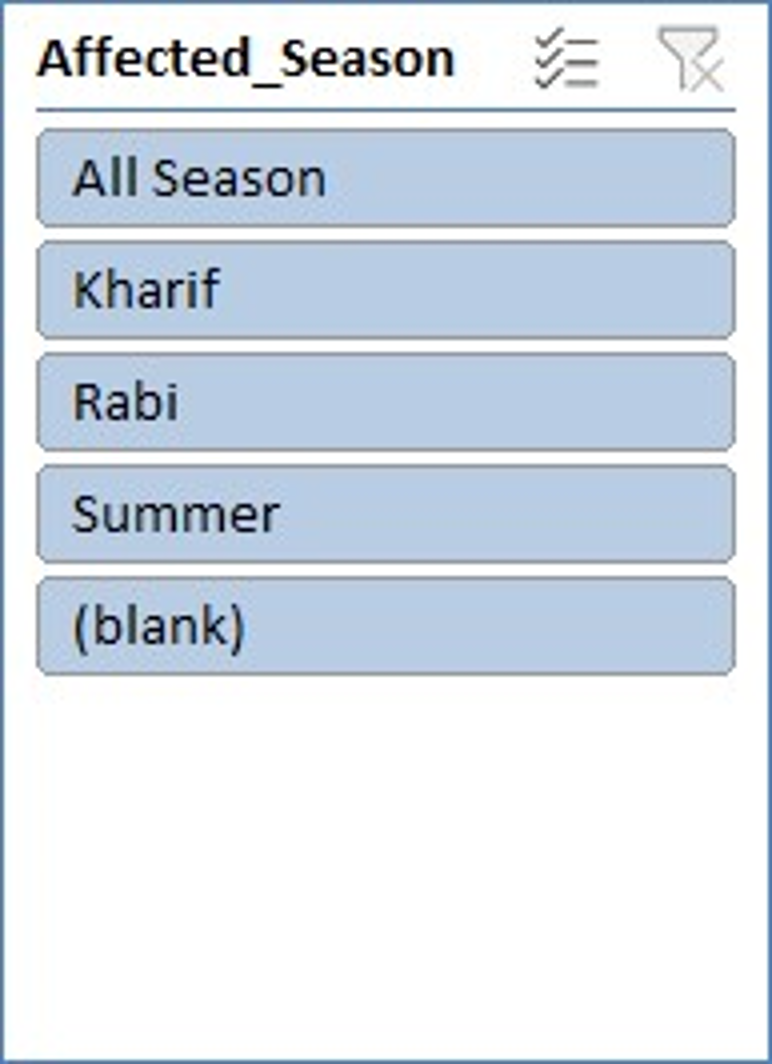 Affected_Season
All Season
Kharif
Rabi
Summer
(blank)